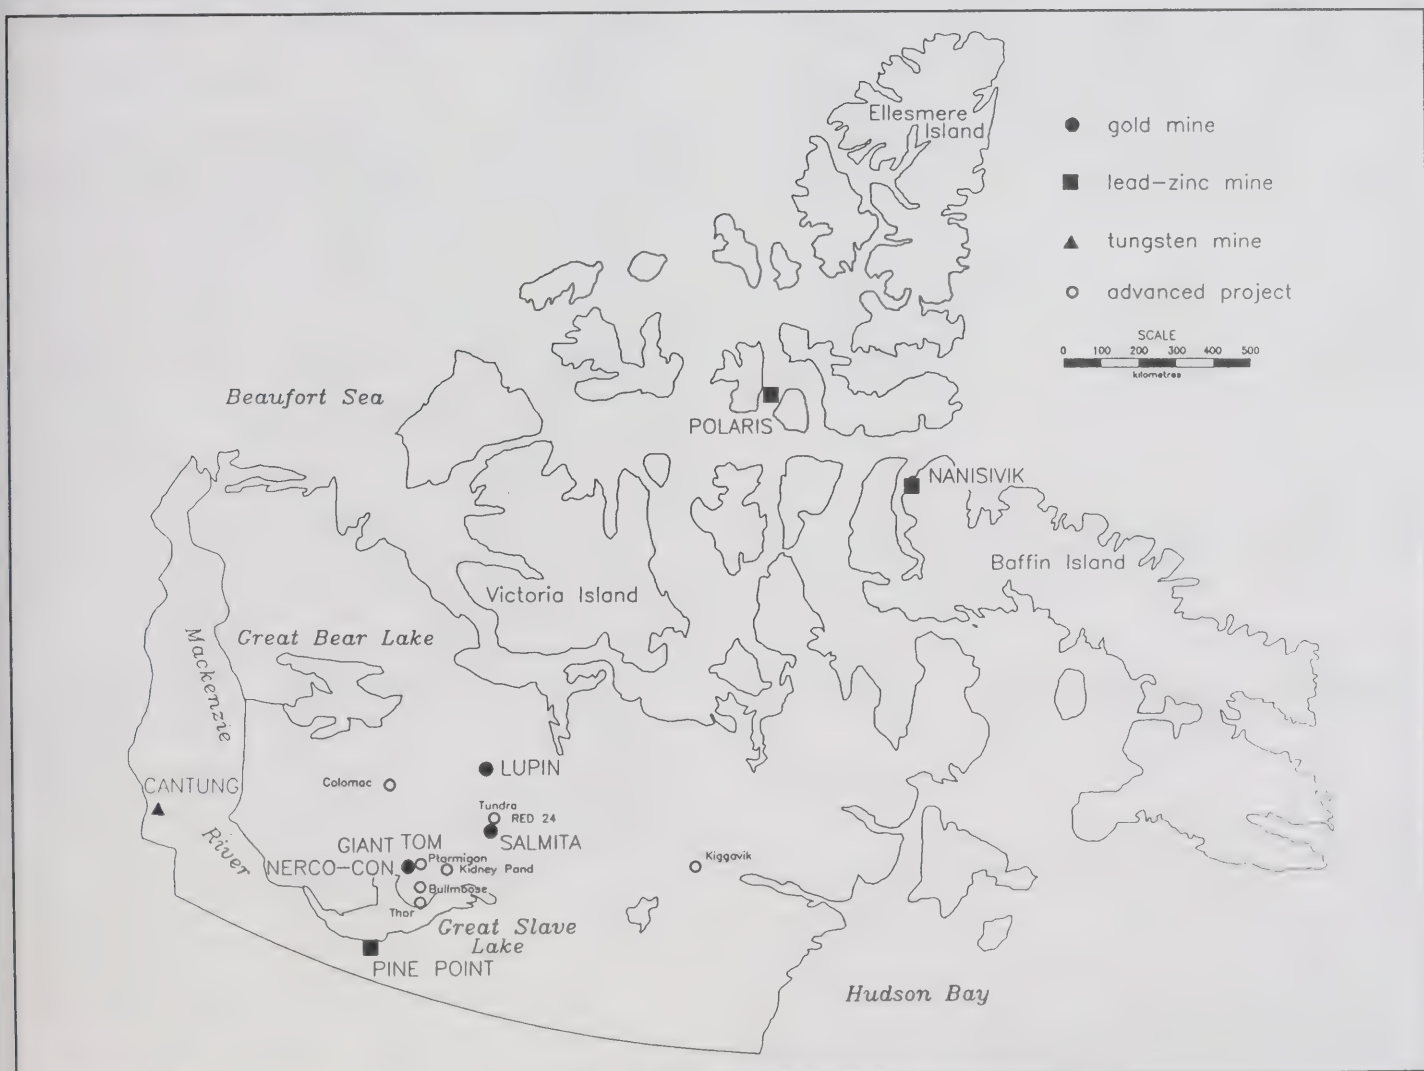 Ellesmere
Island
gold mine
lead-zinc mine
tungsten mine
advanced project
SCALE
0 100 200 300 400 500
kilometres
Beaufort Sea
POLARIS
NANISIVIK
Baffin Island
Victoria Island
Great Bear Lake
Mackenzie
River
CANTUNG
Colomac
LUPIN
Tundra
RED 24
SALMITA
GIANT TOM
NERCO-CON
Ptarmigan
Kidney Pond
Bullmoose
Thor
Kiggavik
Great Slave
Lake
PINE POINT
Hudson Bay